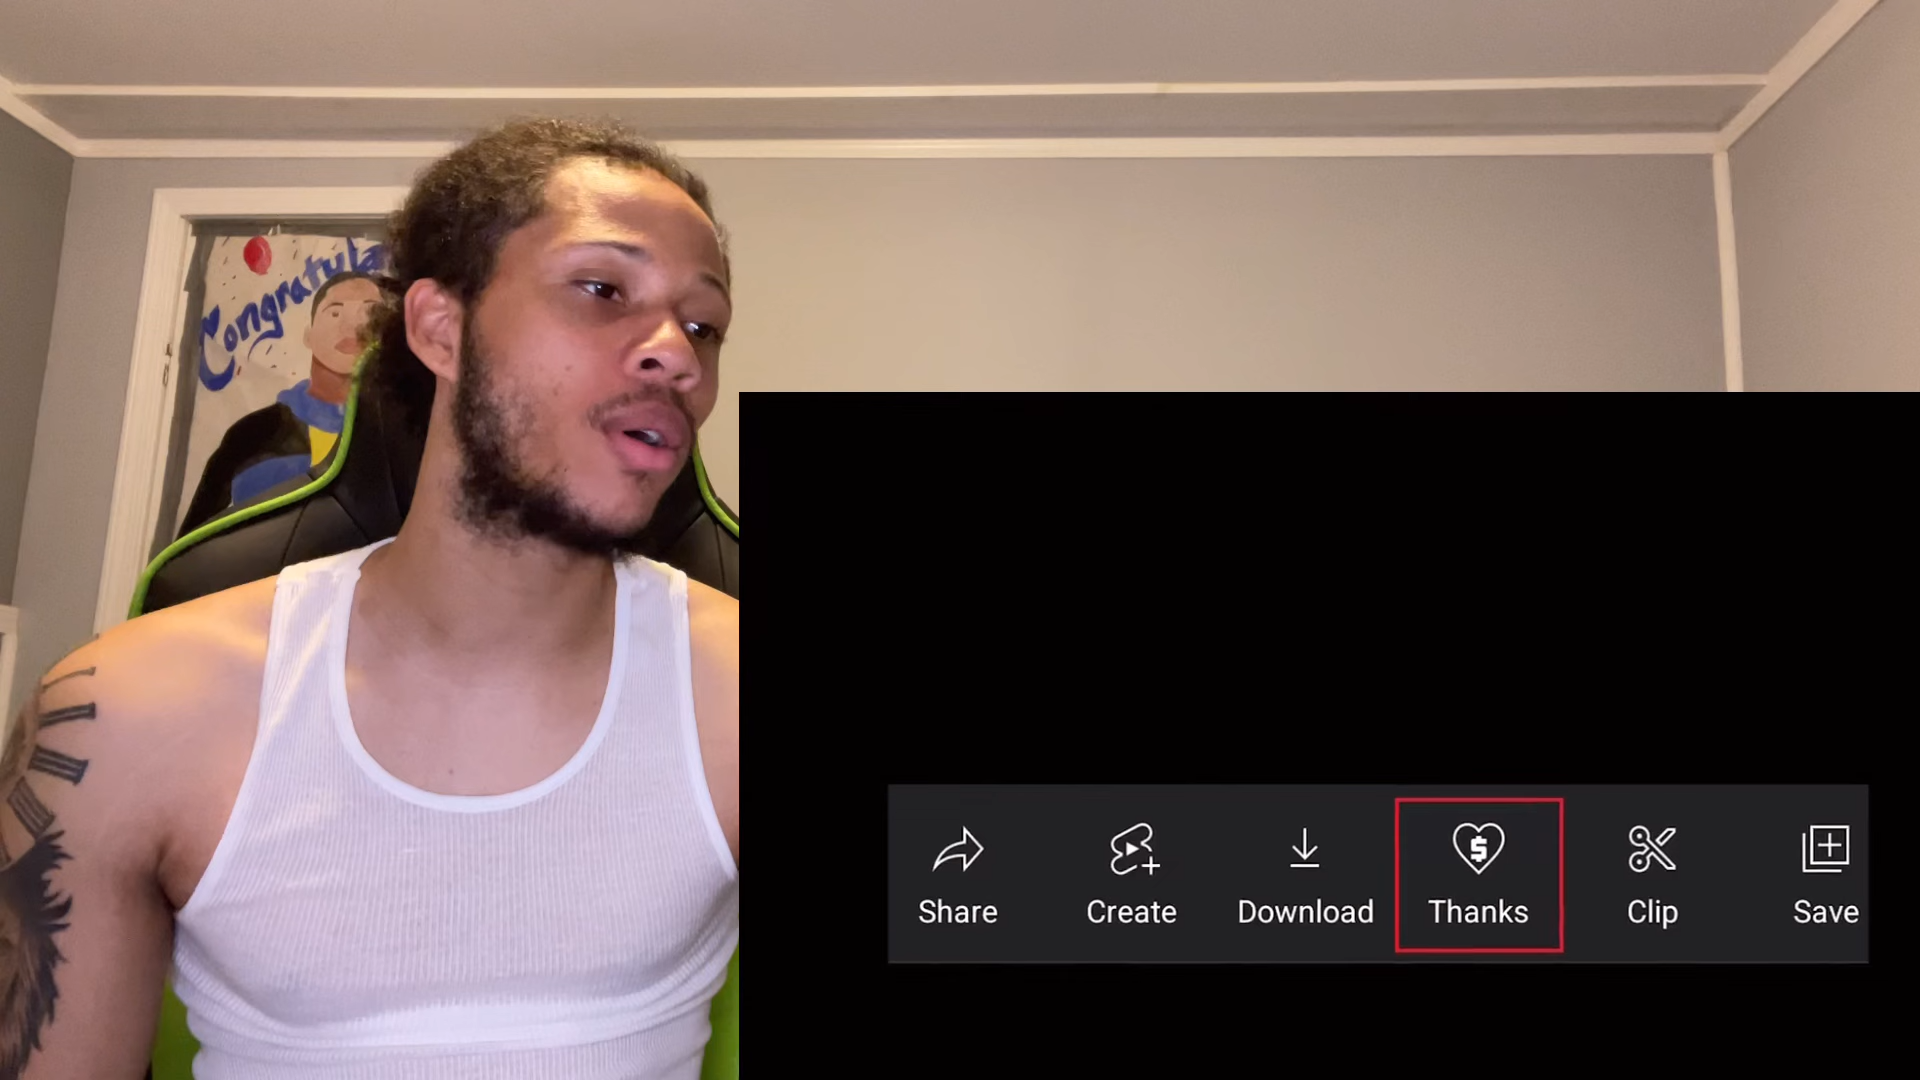 Congratula
Share
Create
Download
Thanks
Clip
Save